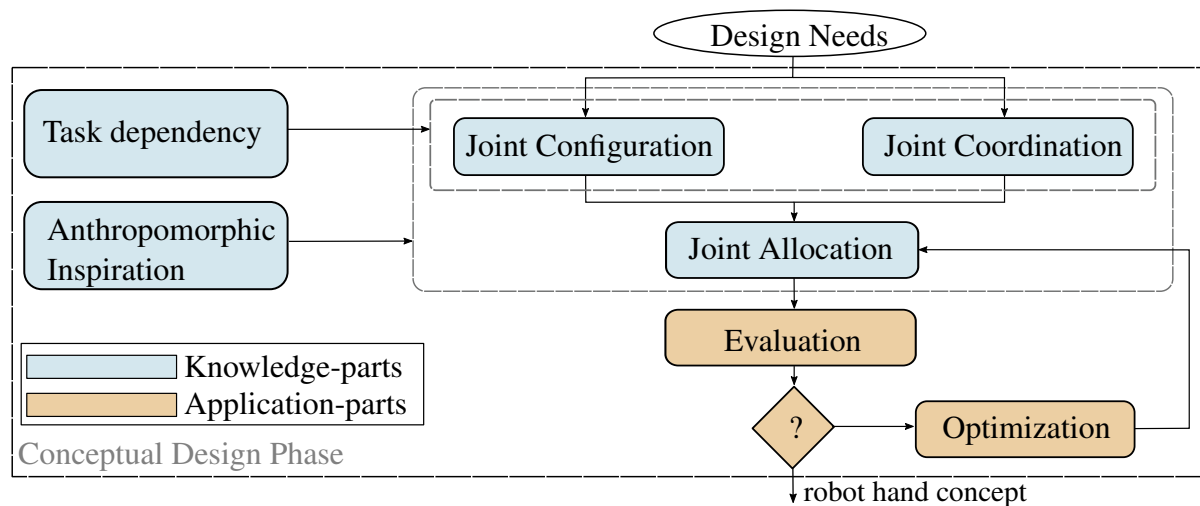 Design Needs
Task dependency
Joint Configuration
Joint Coordination
Anthropomorphic
Inspiration
Joint Allocation
Evaluation
Knowledge-parts
Application-parts
?
Optimization
Conceptual Design Phase
robot hand concept